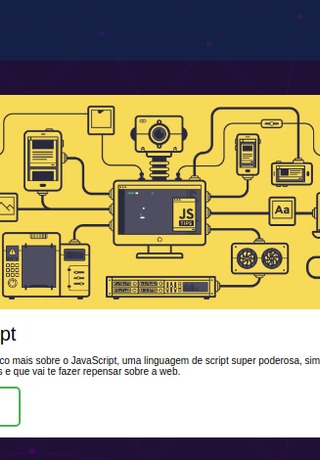 JS
TIPS
Aa
pt
co mais sobre o JavaScript, uma linguagem de script super poderosa, sim
s e que vai te fazer repensar sobre a web.